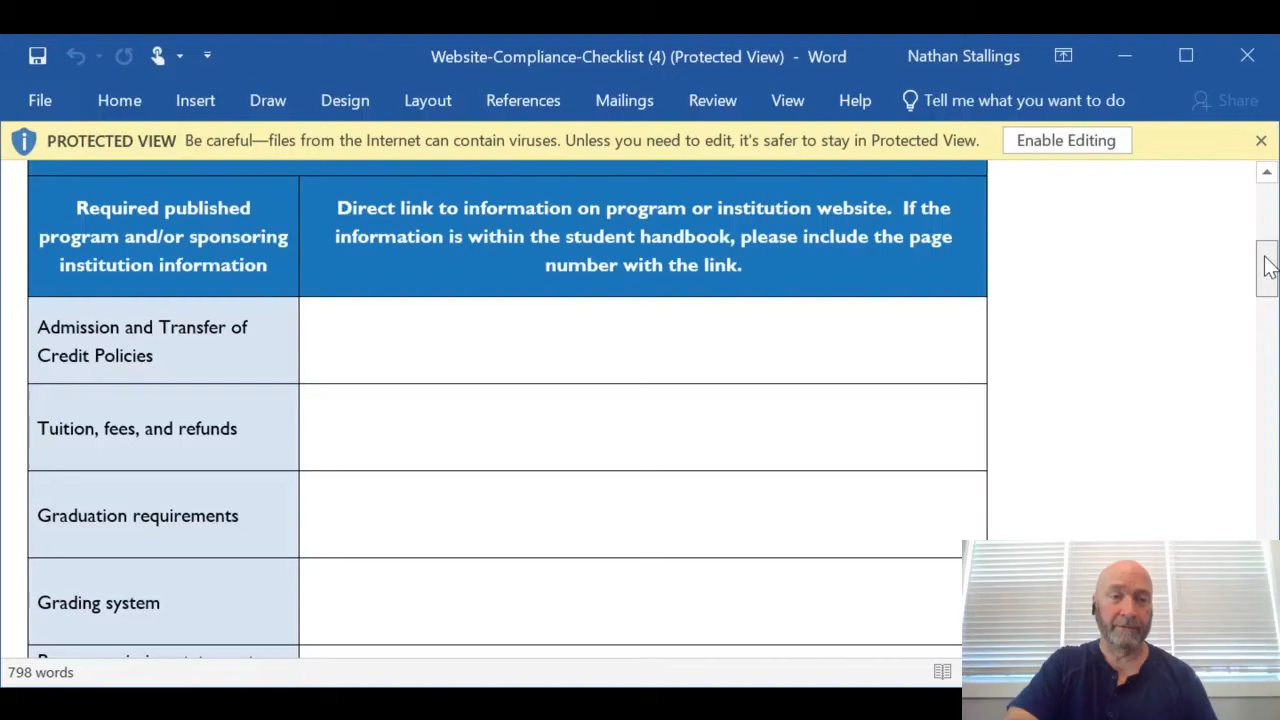 Website-Compliance-Checklist (4) (Protected View) - Word
Nathan Stallings
File Home Insert Draw Design Layout References Mailings Review View Help Tell me what you want to do Share
PROTECTED VIEW Be careful—files from the Internet can contain viruses. Unless you need to edit, it's safer to stay in Protected View. Enable Editing
Required published
program and/or sponsoring
institution information
Direct link to information on program or institution website. If the
information is within the student handbook, please include the page
number with the link.
Admission and Transfer of
Credit Policies
Tuition, fees, and refunds
Graduation requirements
Grading system
798 words